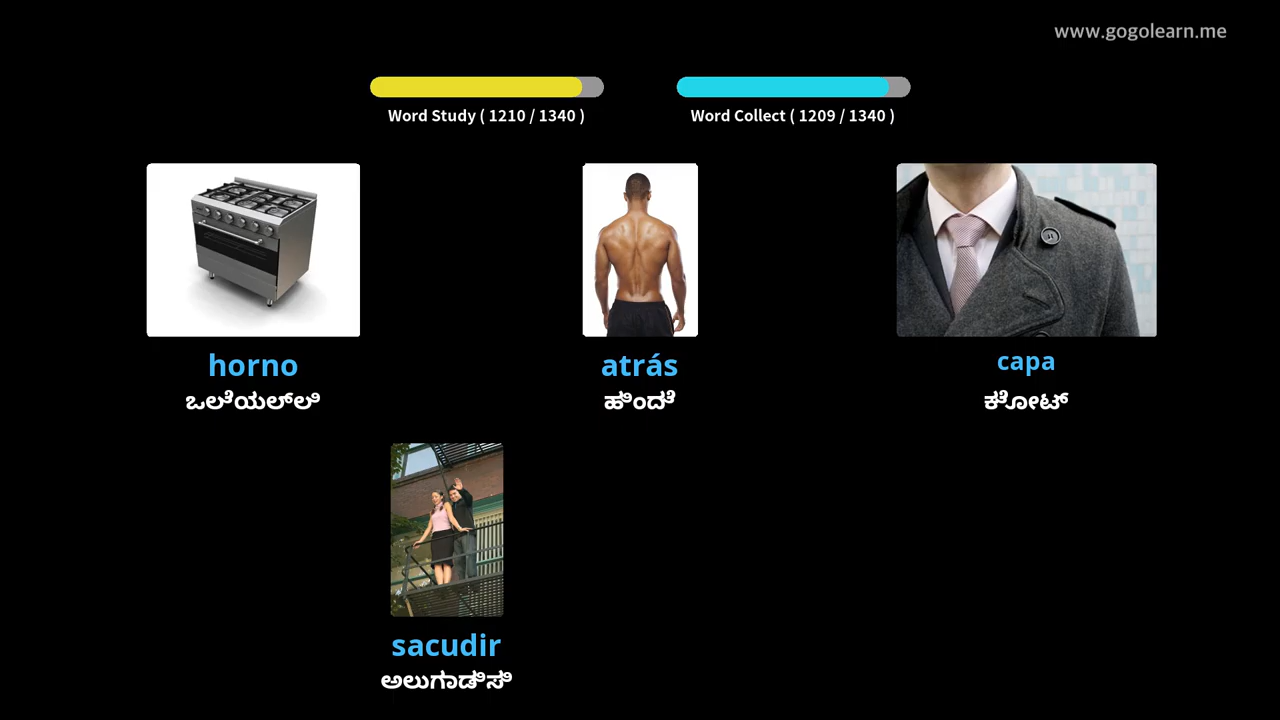 www.gogolearn.me
Word Study ( 1210 / 1340 )
Word Collect ( 1209 / 1340 )
horno
ಒಲೆಯಲ್ಲಿ
atrás
ಹಿಂದೆ
capa
ಕೋಟ್
sacudir
ಅಲುಗಾಡಿಸಿ